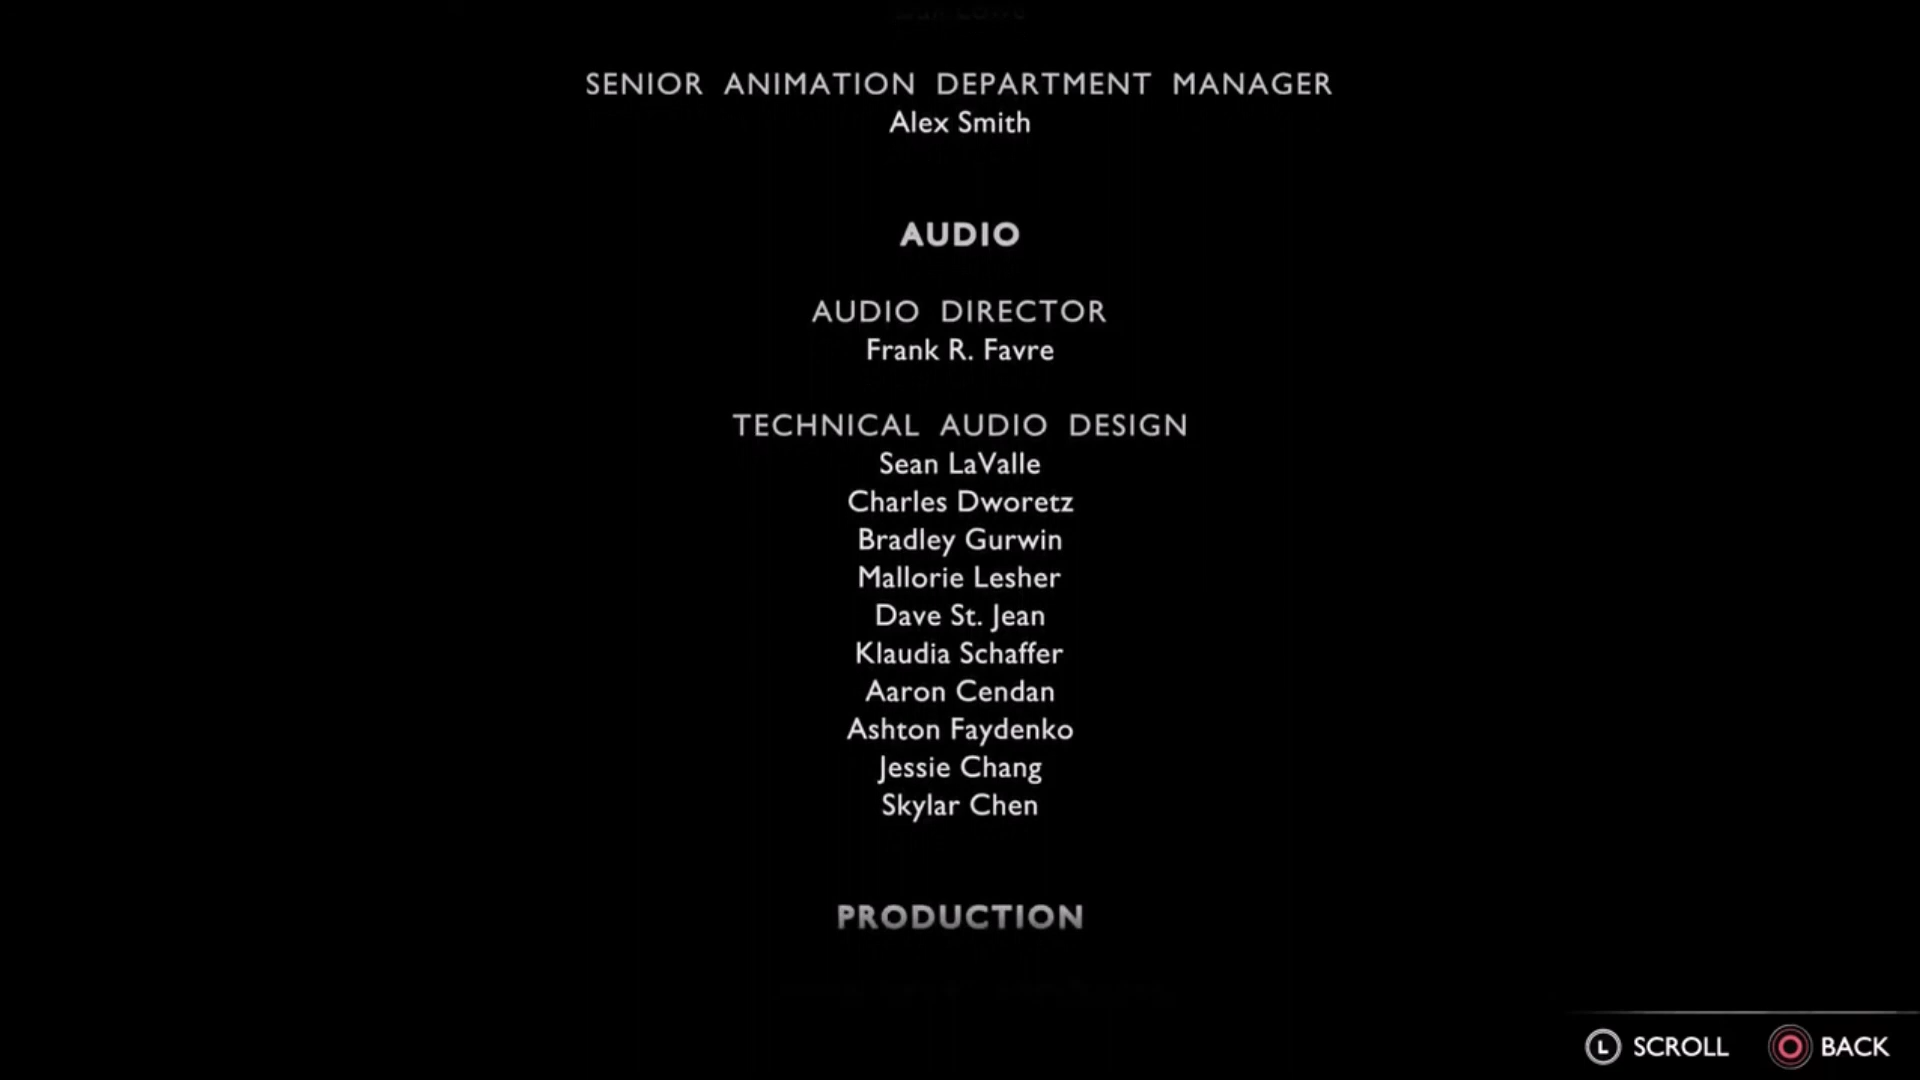 SENIOR ANIMATION DEPARTMENT MANAGER
Alex Smith
AUDIO
AUDIO DIRECTOR
Frank R. Favre
TECHNICAL AUDIO DESIGN
Sean LaValle
Charles Dworetz
Bradley Gurwin
Mallorie Lesher
Dave St. Jean
Klaudia Schaffer
Aaron Cendan
Ashton Faydenko
Jessie Chang
Skylar Chen
PRODUCTION
L SCROLL BACK